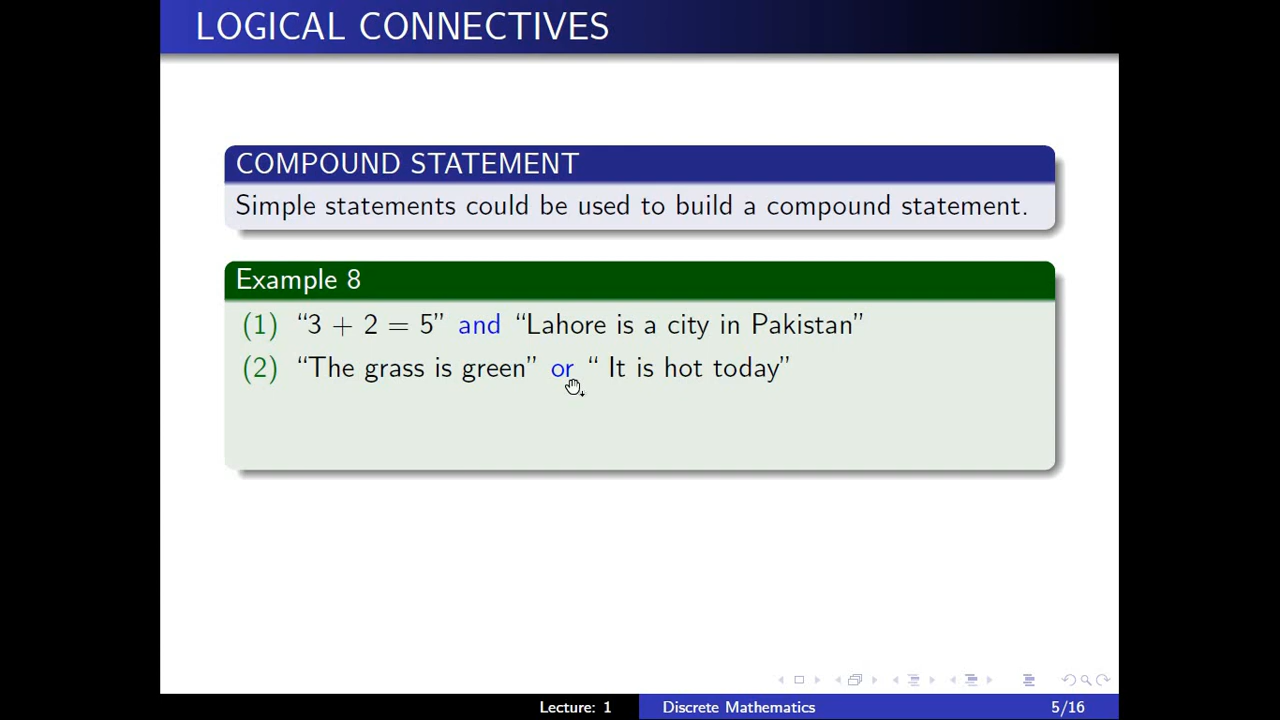 LOGICAL CONNECTIVES
COMPOUND STATEMENT
Simple statements could be used to build a compound statement.
Example 8
(1) “3 + 2 = 5” and “Lahore is a city in Pakistan”
(2) “The grass is green” or “ It is hot today”
Lecture: 1 Discrete Mathematics 5/16